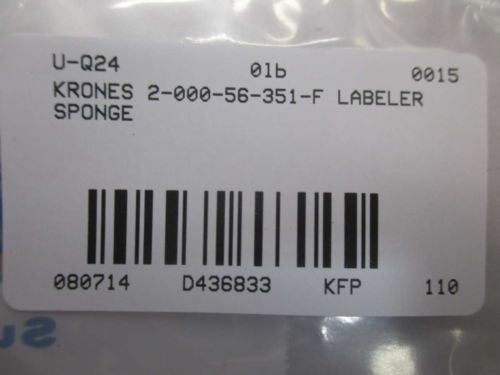 U-Q24 01b 0015
KRONES 2-000-56-351-F LABELER
SPONGE
080714 D436833 KFP 110